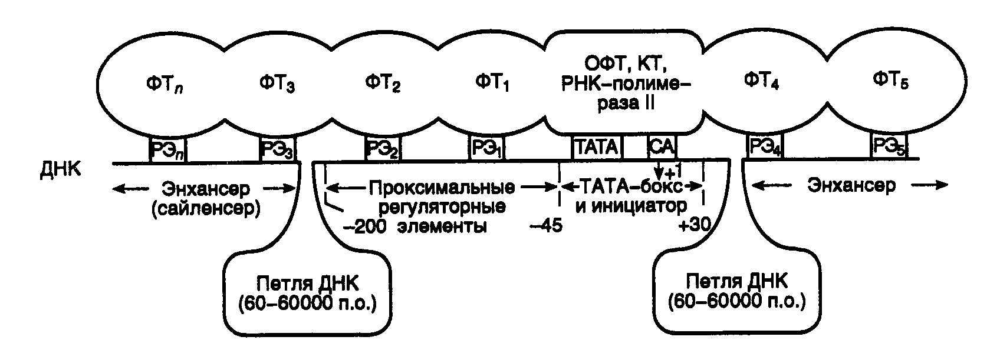 ФТn ФТ3 ФТ2 ФТ1 ОФТ, КТ, РНК–полиме–раза II ФТ4 ФТ5
РЭn РЭ3 РЭ2 РЭ1 ТАТА СА РЭ4 РЭ5
ДНК
+1
Энхансер
(сайленсер)
Проксимальные
регуляторные
–200 элементы
–45
ТАТА–бокс
и инициатор
+30
Энхансер
Петля ДНК
(60–60000 п.о.)
Петля ДНК
(60–60000 п.о.)